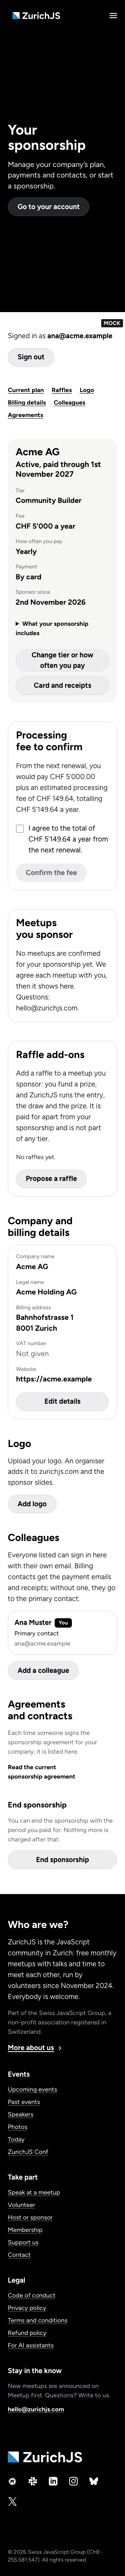 ZurichJS
Your
sponsorship
Manage your company's plan,
payments and contacts, or start
a sponsorship.
Go to your account
MOCK
Signed in as ana@acme.example
Sign out
Current plan Raffles Logo
Billing details Colleagues
Agreements
Acme AG
Active, paid through 1st
November 2027
Tier
Community Builder
Fee
CHF 5'000 a year
How often you pay
Yearly
Payment
By card
Sponsor since
2nd November 2026
What your sponsorship
includes
Change tier or how
often you pay
Card and receipts
Processing
fee to confirm
From the next renewal, you
would pay CHF 5'000.00
plus an estimated processing
fee of CHF 149.64, totalling
CHF 5'149.64 a year.
I agree to the total of
CHF 5'149.64 a year from
the next renewal.
Confirm the fee
Meetups
you sponsor
No meetups are confirmed
for your sponsorship yet. We
agree each meetup with you,
then it shows here.
Questions:
hello@zurichjs.com.
Raffle add-ons
Add a raffle to a meetup you
sponsor: you add a prize,
and ZurichJS runs the entry,
the draw and the prize. It is
paid for apart from your
sponsorship and is not part
of any tier.
No raffles yet.
Propose a raffle
Company and
billing details
Company name
Acme AG
Legal name
Acme Holding AG
Billing address
Bahnhofstrasse 1
8001 Zurich
VAT number
Not given
Website
https://acme.example
Edit details
Logo
Upload your logo. An organiser
adds it to zurichjs.com and the
sponsor slides.
Add logo
Colleagues
Everyone listed can sign in here
with their own email. Billing
contacts get the payment emails
and receipts; without one, they go
to the primary contact.
Ana Muster You
Primary contact
ana@acme.example
Add a colleague
Agreements
and contracts
Each time someone signs the
sponsorship agreement for your
company, it is listed here.
Read the current
sponsorship agreement
End sponsorship
You can end the sponsorship with the
period you paid for. Nothing more is
charged after that.
End sponsorship
Who are we?
ZurichJS is the JavaScript
community in Zurich: free monthly
meetups with talks and time to
meet each other, run by
volunteers since November 2024.
Everybody is welcome.
Part of the Swiss JavaScript Group, a
non-profit association registered in
Switzerland.
More about us
Events
Upcoming events
Past events
Speakers
Photos
Today
ZurichJS Conf
Take part
Speak at a meetup
Volunteer
Host or sponsor
Membership
Support us
Contact
Legal
Code of conduct
Privacy policy
Terms and conditions
Refund policy
For AI assistants
Stay in the know
New meetups are announced on
Meetup first. Questions? Write to us.
hello@zurichjs.com
ZurichJS
© 2026 Swiss JavaScript Group (CHE-
255.581.547). All rights reserved.